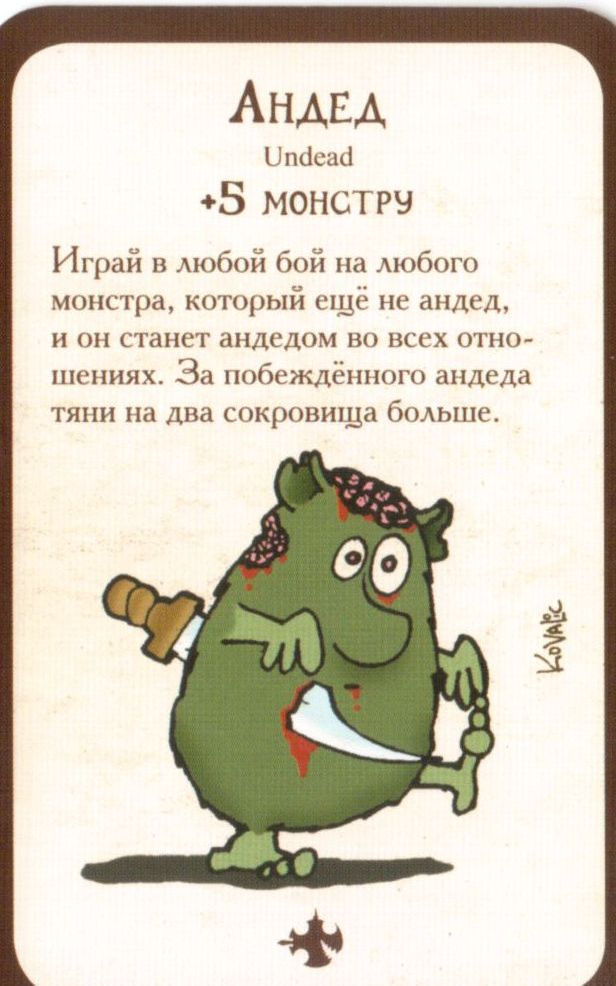 Андед
Undead
+5 монстру
Играй в любой бой на любого
монстра, который ещё не андед,
и он станет андедом во всех отно-
шениях. За побеждённого андеда
тяни на два сокровища больше.
Kovalic